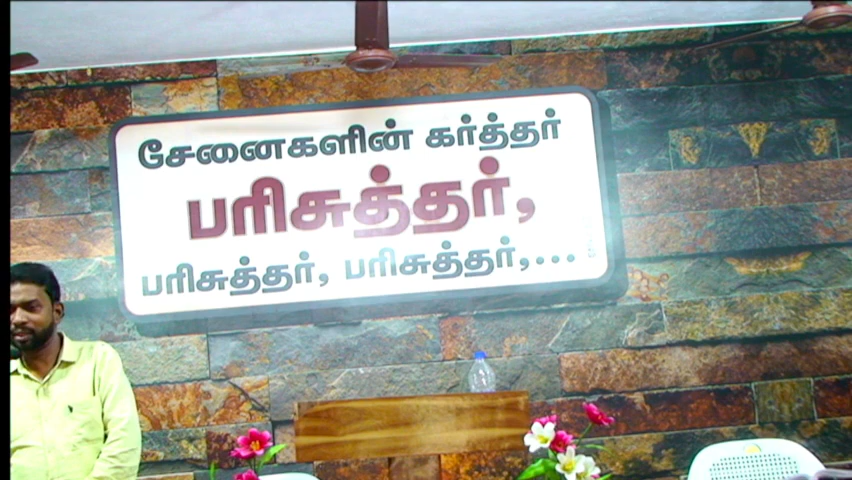 சேனைகளின் கர்த்தர்
பரிசுத்தர்,
பரிசுத்தர், பரிசுத்தர்,...